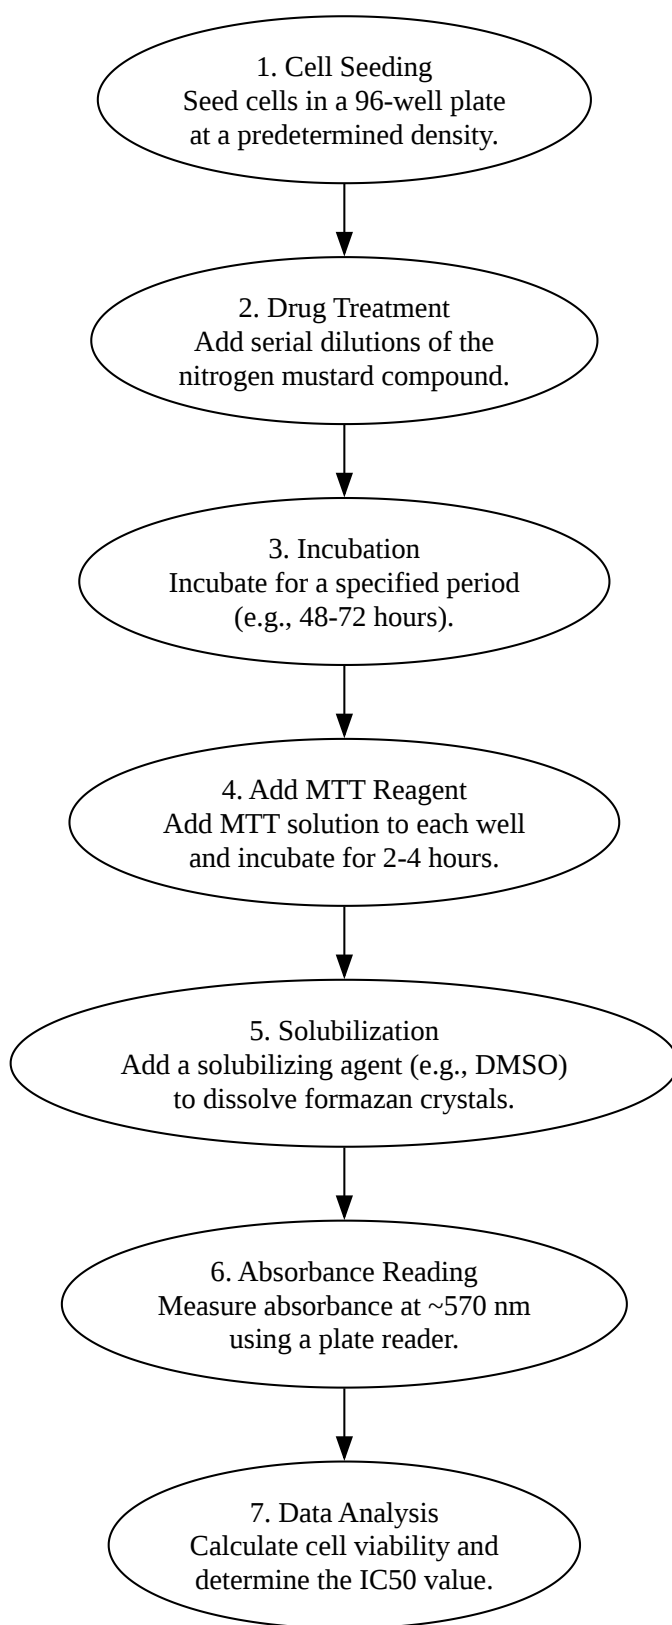 1. Cell Seeding
Seed cells in a 96-well plate
at a predetermined density.
2. Drug Treatment
Add serial dilutions of the
nitrogen mustard compound.
3. Incubation
Incubate for a specified period
(e.g., 48-72 hours).
4. Add MTT Reagent
Add MTT solution to each well
and incubate for 2-4 hours.
5. Solubilization
Add a solubilizing agent (e.g., DMSO)
to dissolve formazan crystals.
6. Absorbance Reading
Measure absorbance at ~570 nm
using a plate reader.
7. Data Analysis
Calculate cell viability and
determine the IC50 value.